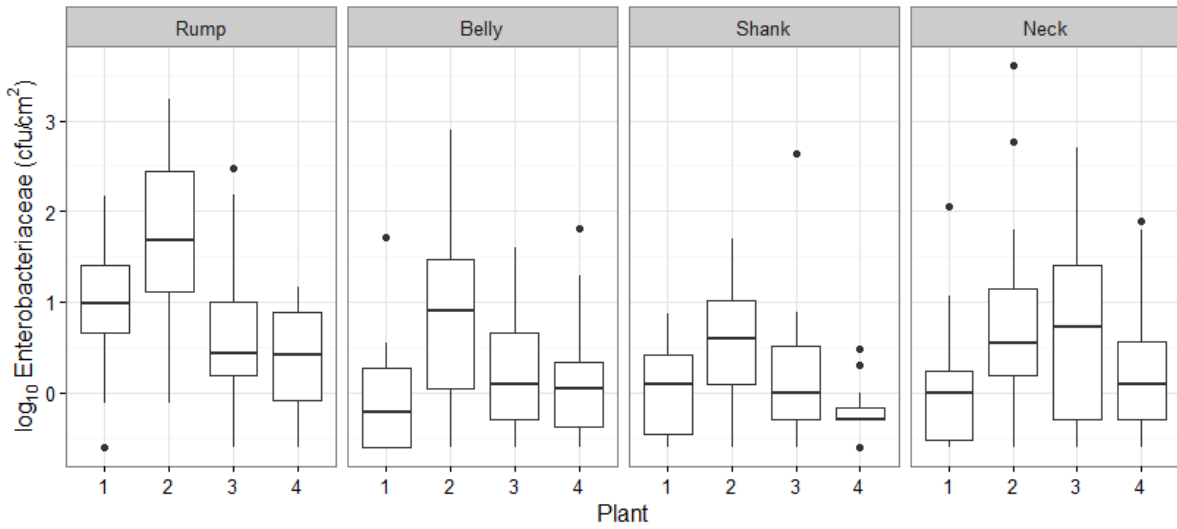 Rump Belly Shank Neck
log₁₀ Enterobacteriaceae (cfu/cm²)
3
2
1
0
1 2 3 4 1 2 3 4 1 2 3 4 1 2 3 4
Plant